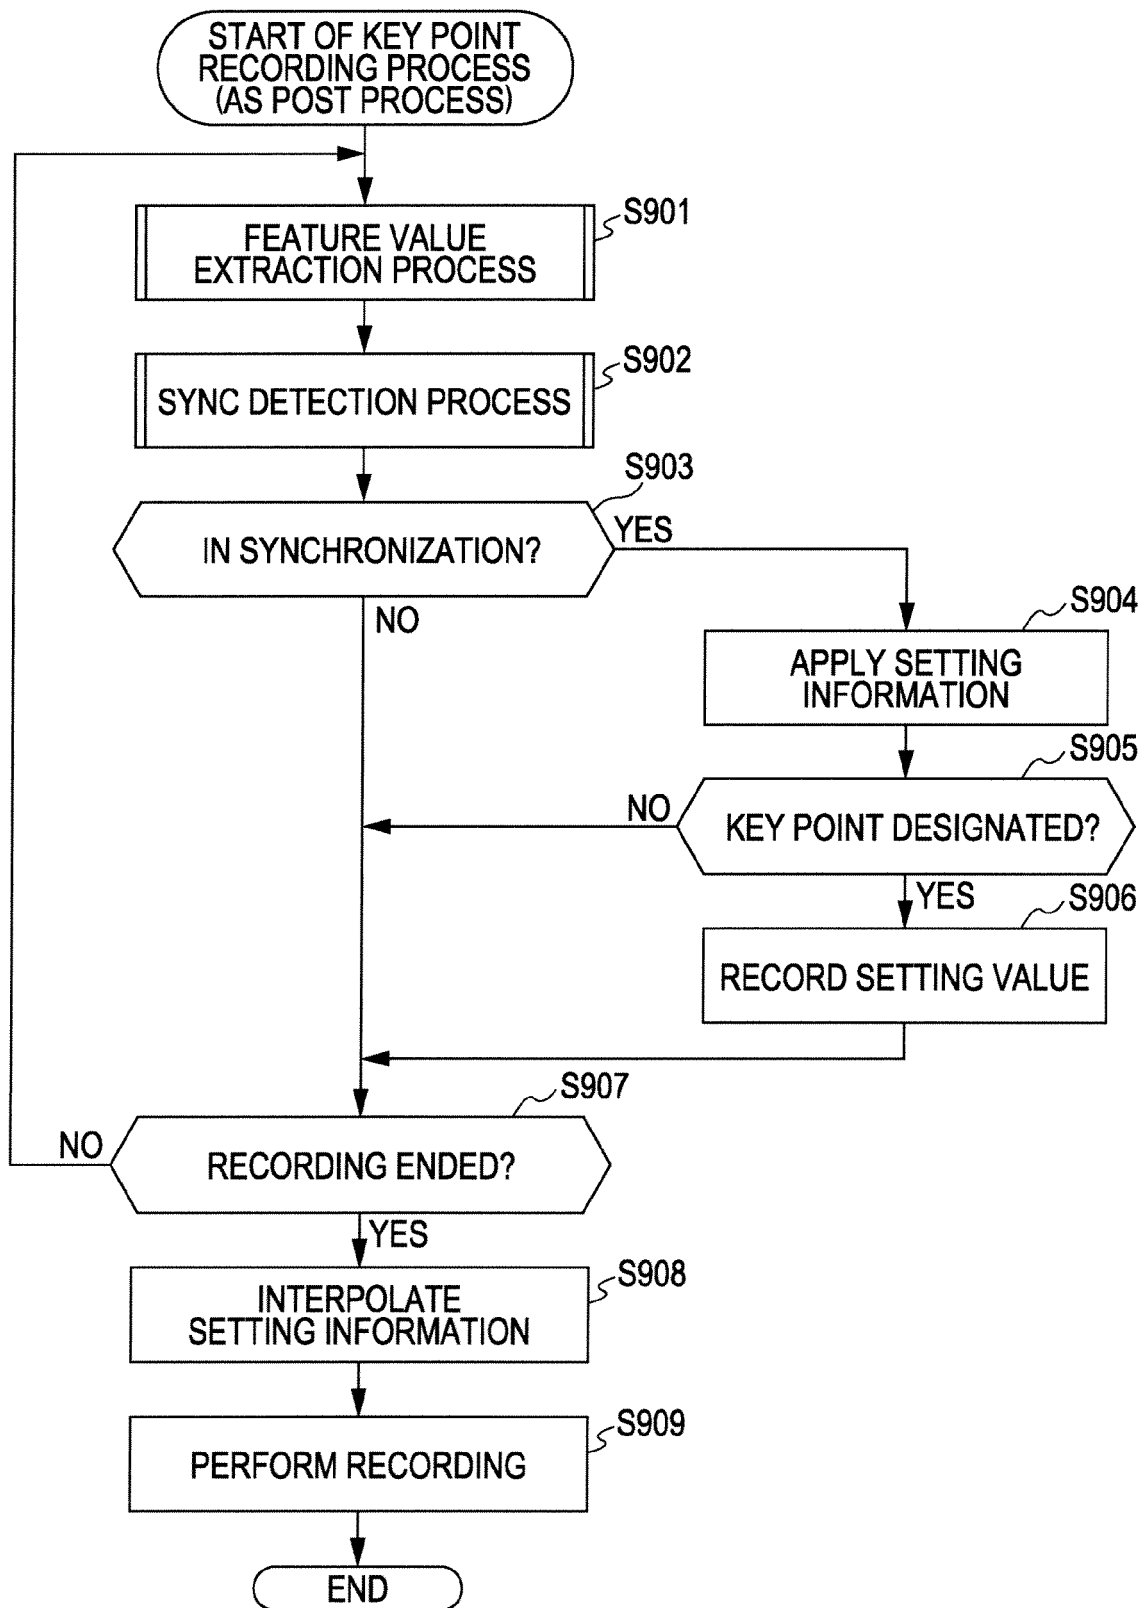 START OF KEY POINT
RECORDING PROCESS
(AS POST PROCESS)
S901
FEATURE VALUE
EXTRACTION PROCESS
S902
SYNC DETECTION PROCESS
S903
IN SYNCHRONIZATION?
YES
NO
S904
APPLY SETTING
INFORMATION
S905
NO
KEY POINT DESIGNATED?
YES
S906
RECORD SETTING VALUE
S907
NO
RECORDING ENDED?
YES
S908
INTERPOLATE
SETTING INFORMATION
S909
PERFORM RECORDING
END